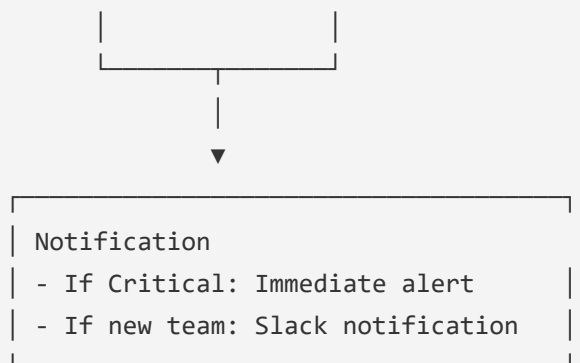 Notification
- If Critical: Immediate alert
- If new team: Slack notification